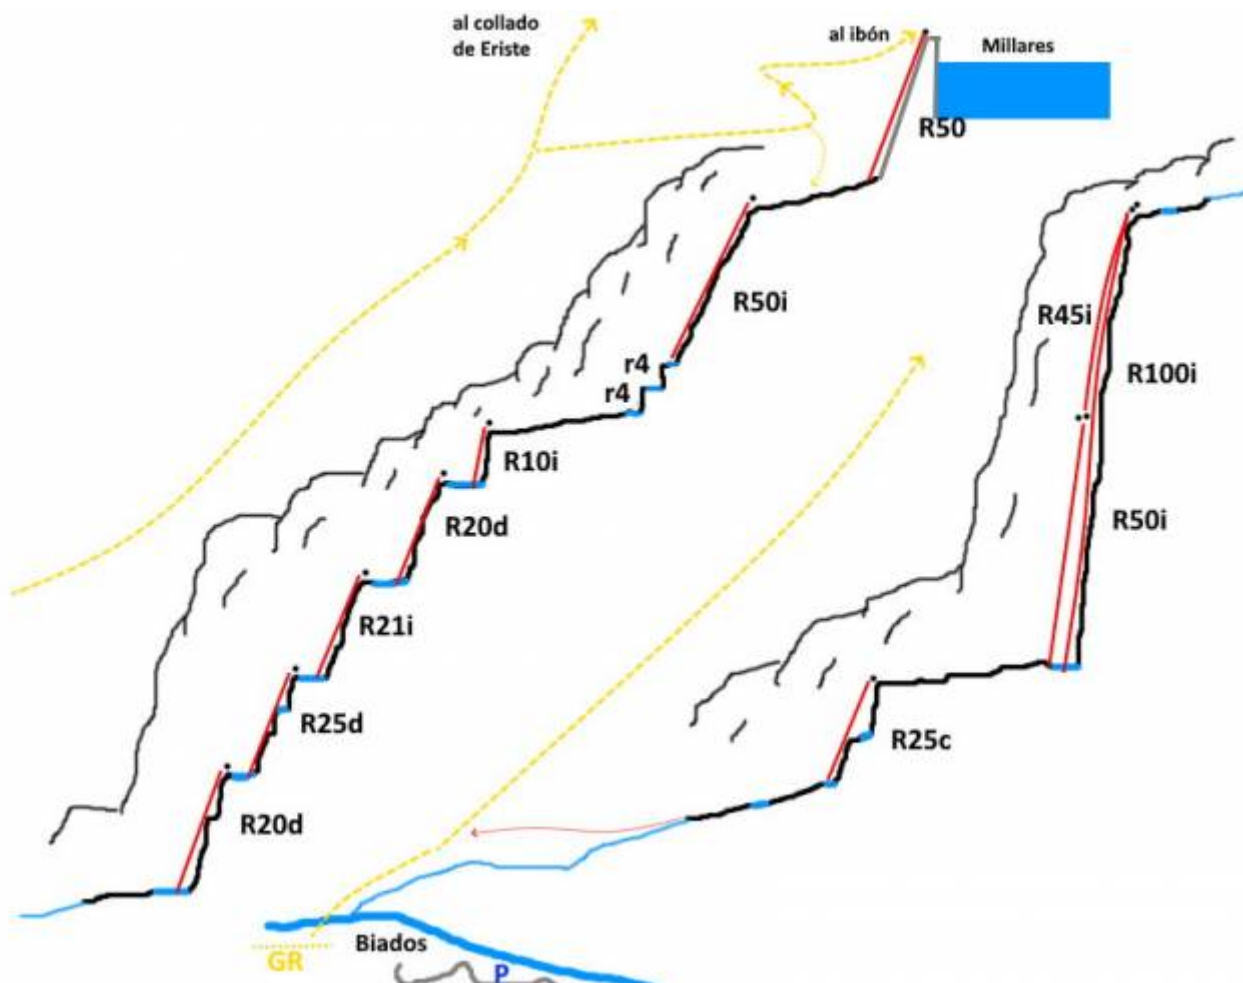 al collado
de Eriste
al ibón
Millares
R50
R50i
r4
r4
R10i
R20d
R21i
R25d
R20d
R45i
R100i
R50i
R25c
Biados
GR
P